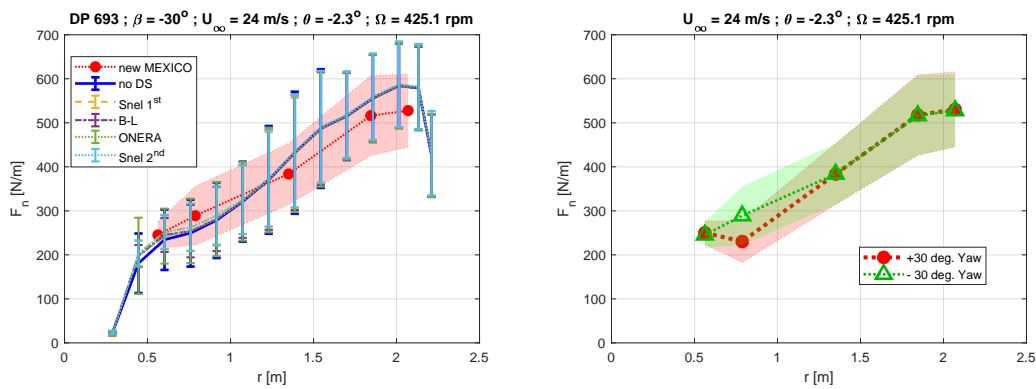 DP 693 ; β = -30° ; U∞ = 24 m/s ; θ = -2.3° ; Ω = 425.1 rpm
700
600
500
400
300
200
100
0
F_n [N/m]
new MEXICO
no DS
Snel 1st
B-L
ONERA
Snel 2nd
0 0.5 1 1.5 2 2.5
r [m]
U∞ = 24 m/s ; θ = -2.3° ; Ω = 425.1 rpm
700
600
500
400
300
200
100
0
F_n [N/m]
+30 deg. Yaw
- 30 deg. Yaw
0 0.5 1 1.5 2 2.5
r [m]